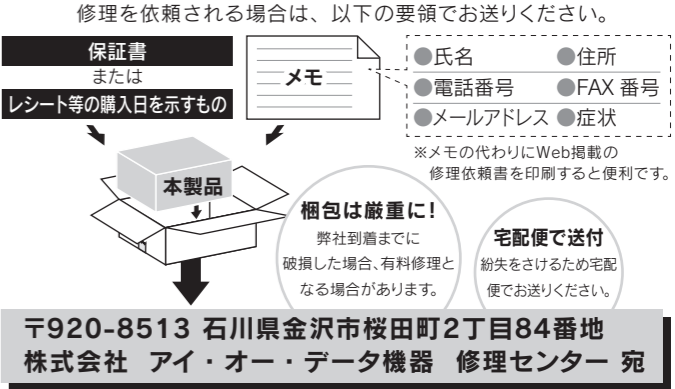 修理を依頼される場合は、以下の要領でお送りください。
保証書
または
レシート等の購入日を示すもの
メモ
●氏名 ●住所
●電話番号 ●FAX 番号
●メールアドレス ●症状
※メモの代わりにWeb掲載の
修理依頼書を印刷すると便利です。
本製品
梱包は厳重に!
弊社到着までに
破損した場合、有料修理と
なる場合があります。
宅配便で送付
紛失をさけるため宅配
便でお送りください。
〒920-8513 石川県金沢市桜田町2丁目84番地
株式会社 アイ・オー・データ機器 修理センター 宛